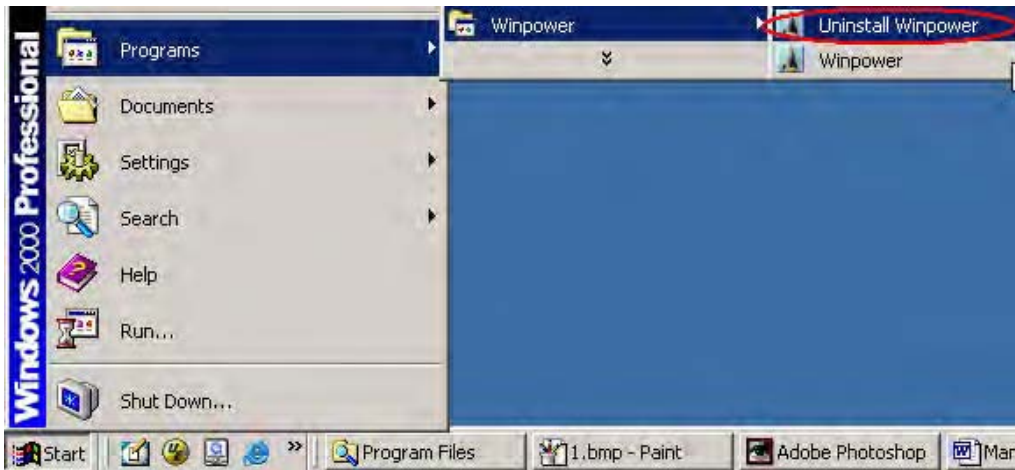 Windows 2000 Professional
Programs
Documents
Settings
Search
Help
Run...
Shut Down...
Winpower
Uninstall Winpower
Winpower
Start
Program Files
1.bmp - Paint
Adobe Photoshop